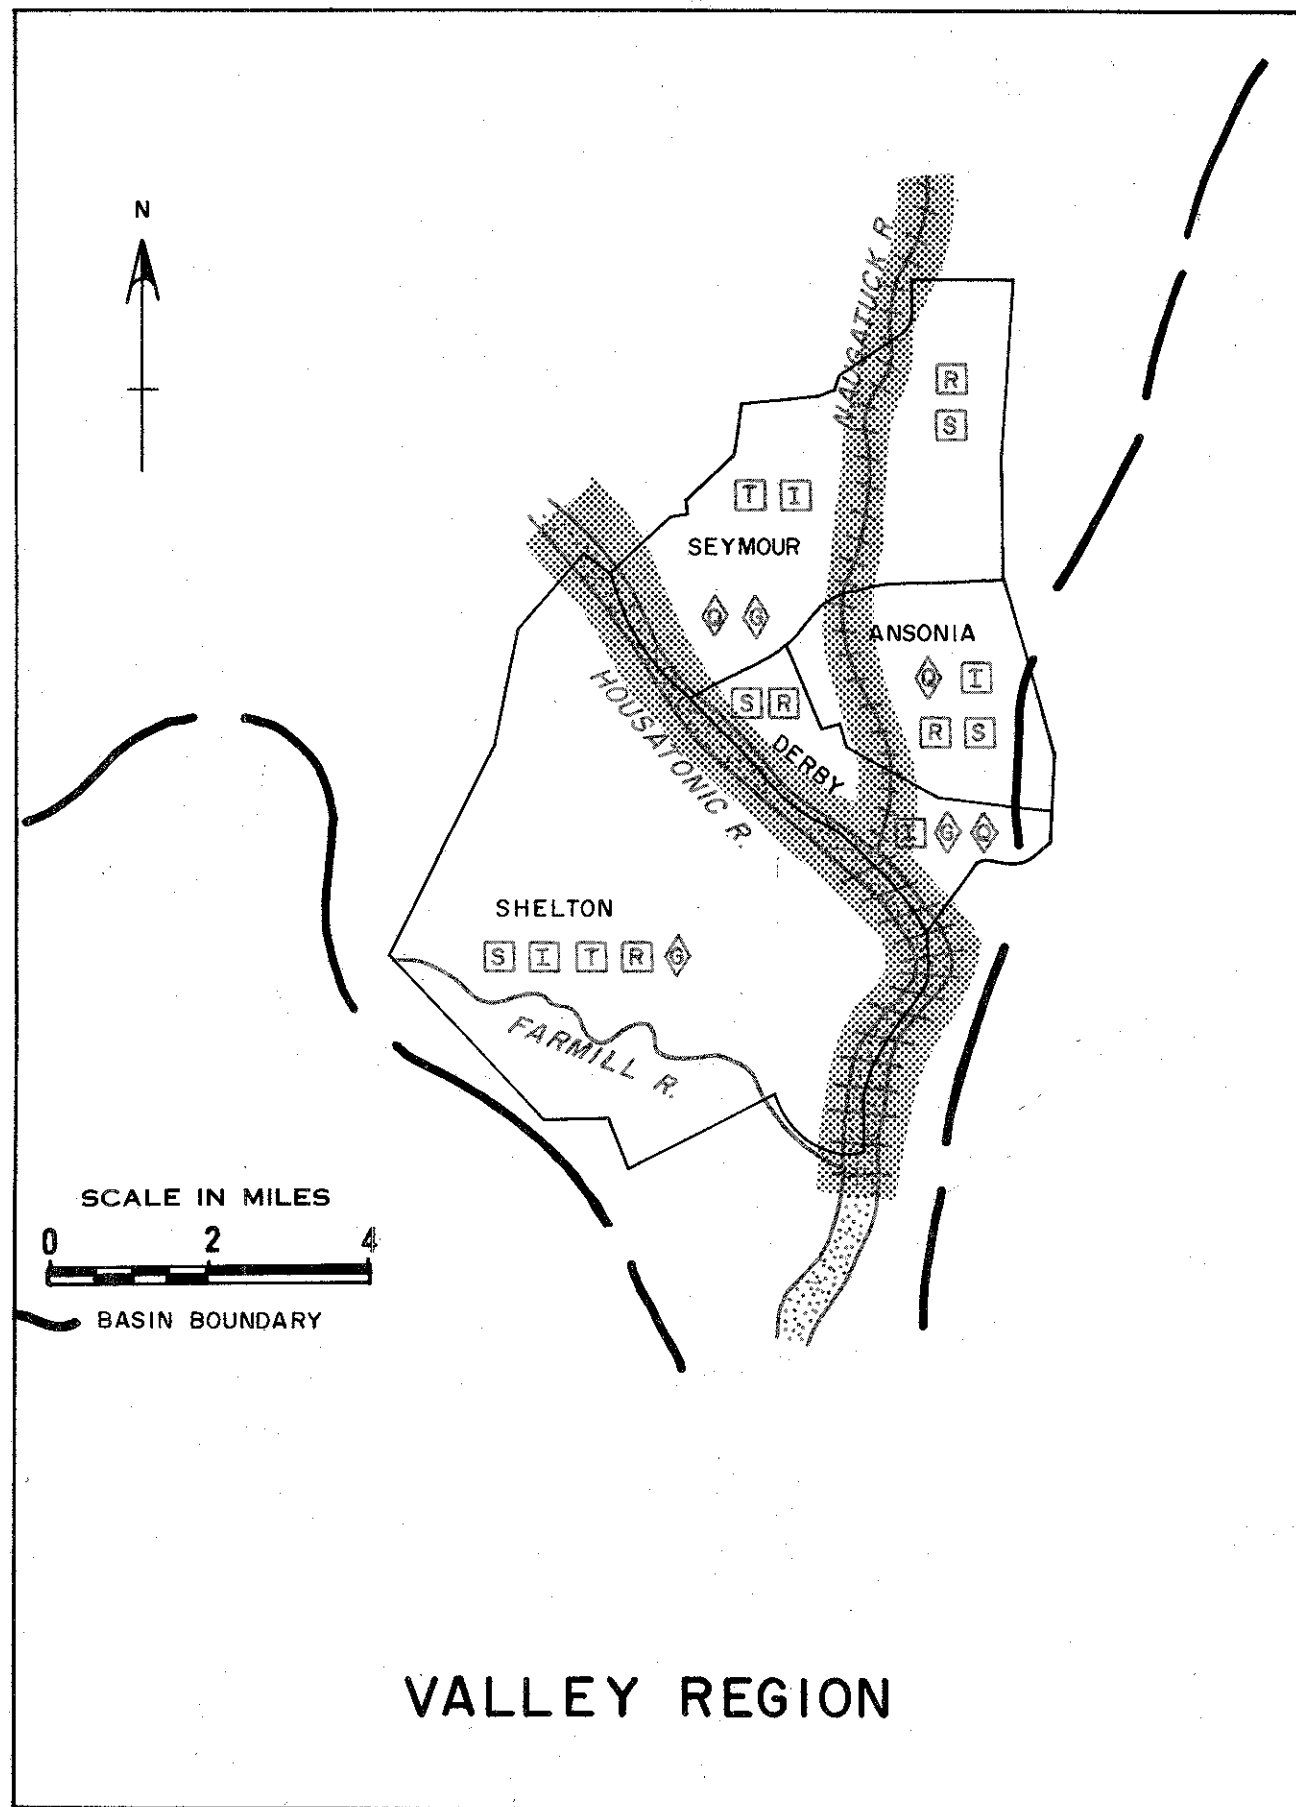 N
NAUGATUCK R.
R
S
T I
SEYMOUR
Q G
ANSONIA
Q I
R S
S R
DERBY
HOUSATONIC R.
I G Q
SHELTON
S I T R G
FARMILL R.
SCALE IN MILES
0 2 4
BASIN BOUNDARY
VALLEY REGION